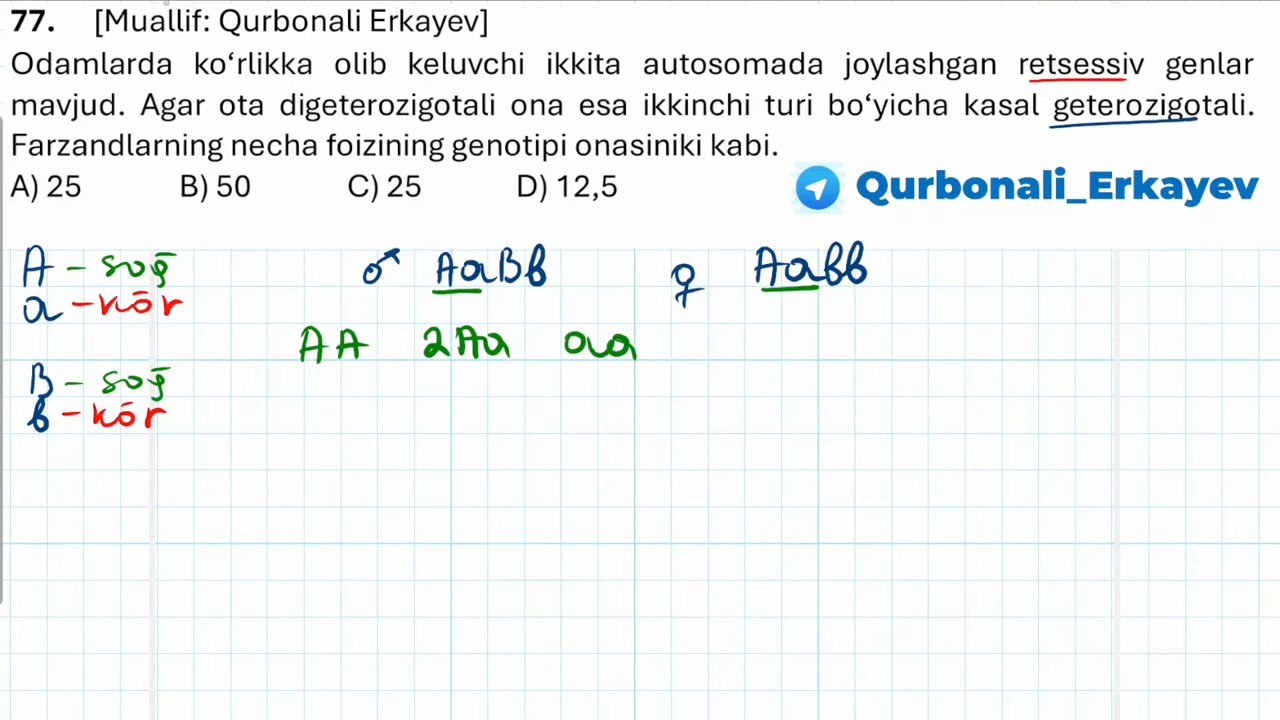 77. [Muallif: Qurbonali Erkayev]
Odamlarda ko‘rlikka olib keluvchi ikkita autosomada joylashgan retsessiv genlar
mavjud. Agar ota digeterozigotali ona esa ikkinchi turi bo‘yicha kasal geterozigotali.
Farzandlarning necha foizining genotipi onasiniki kabi.
A) 25 B) 50 C) 25 D) 12,5
Qurbonali_Erkayev
A - soğ ♂ AaBb ♀ Aabb
a - kōr
AA 2Aa aa
B - soğ
b - kōr